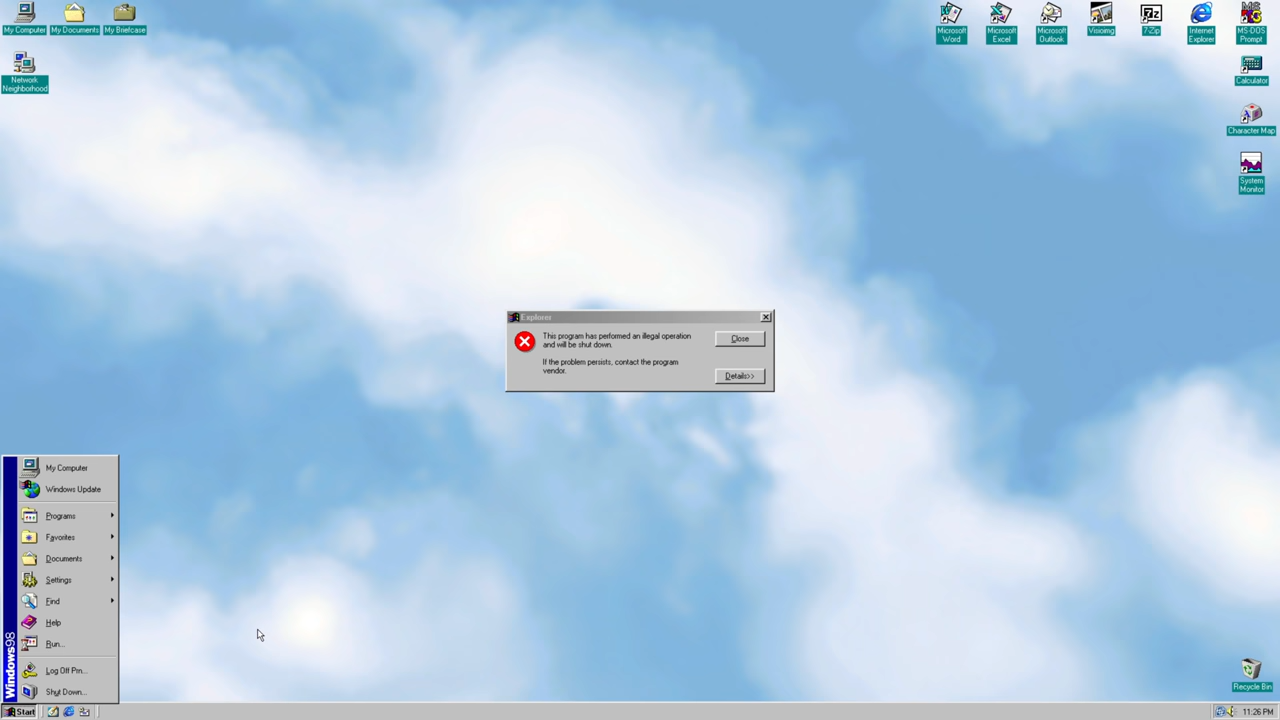 My Computer
My Documents
My Briefcase
Network
Neighborhood
Microsoft
Word
Microsoft
Excel
Microsoft
Outlook
Visioimg
7-Zip
Internet
Explorer
MS-DOS
Prompt
Calculator
Character Map
System
Monitor
Explorer
This program has performed an illegal operation
and will be shut down.
If the problem persists, contact the program
vendor.
Close
Details>>
My Computer
Windows Update
Programs
Favorites
Documents
Settings
Find
Help
Run...
Log Off Prn...
Shut Down...
Windows98
Recycle Bin
Start
11:26 PM